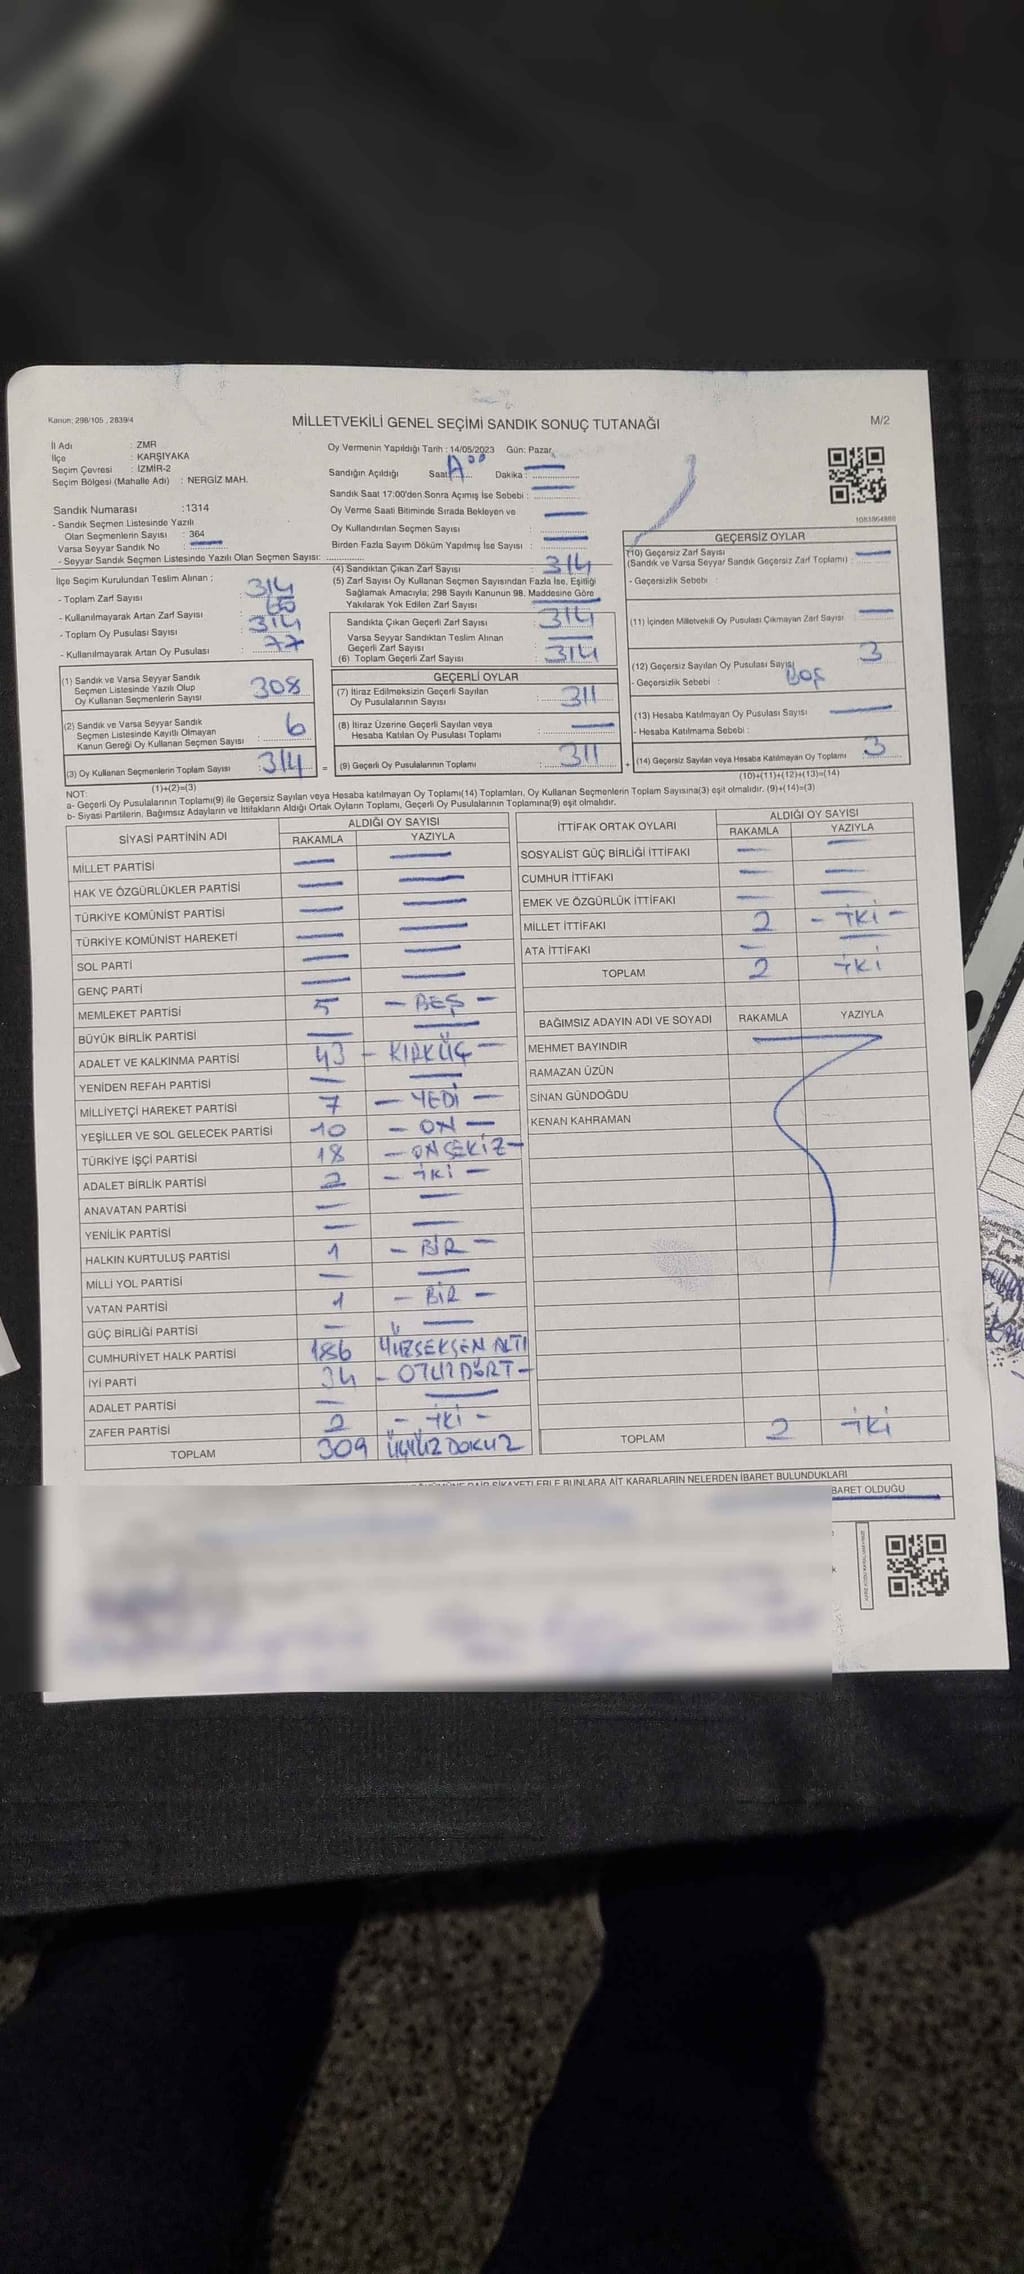 Kanun: 298/105 , 2839/4
MİLLETVEKİLİ GENEL SEÇİMİ SANDIK SONUÇ TUTANAĞI
M/2
İl Adı : ZMR
İlçe : KARŞIYAKA
Seçim Çevresi : İZMİR-2
Seçim Bölgesi (Mahalle Adı) : NERGİZ MAH.
Sandık Numarası :1314
- Sandık Seçmen Listesinde Yazılı
Olan Seçmenlerin Sayısı : 364
Varsa Seyyar Sandık No
- Seyyar Sandık Seçmen Listesinde Yazılı Olan Seçmen Sayısı:
İlçe Seçim Kurulundan Teslim Alınan ;
- Toplam Zarf Sayısı : 314
- Kullanılmayarak Artan Zarf Sayısı :
- Toplam Oy Pusulası Sayısı : 314
- Kullanılmayarak Artan Oy Pusulası : 77
(1) Sandık ve Varsa Seyyar Sandık
Seçmen Listesinde Yazılı Olup
Oy Kullanan Seçmenlerin Sayısı : 308
(2) Sandık ve Varsa Seyyar Sandık
Seçmen Listesinde Kayıtlı Olmayan
Kanun Gereği Oy Kullanan Seçmen Sayısı : 6
(3) Oy Kullanan Seçmenlerin Toplam Sayısı : 314
(1)+(2)=(3)
Oy Vermenin Yapıldığı Tarih : 14/05/2023 Gün: Pazar
Sandığın Açıldığı Saat: Dakika :
Sandık Saat 17:00'den Sonra Açımış İse Sebebi :
Oy Verme Saati Bitiminde Sırada Bekleyen ve
Oy Kullandırılan Seçmen Sayısı :
Birden Fazla Sayım Döküm Yapılmış İse Sayısı :
(4) Sandıktan Çıkan Zarf Sayısı : 314
(5) Zarf Sayısı Oy Kullanan Seçmen Sayısından Fazla İse, Eşitliği
Sağlamak Amacıyla; 298 Sayılı Kanunun 98. Maddesine Göre
Yakılarak Yok Edilen Zarf Sayısı :
Sandıkta Çıkan Geçerli Zarf Sayısı : 314
Varsa Seyyar Sandıktan Teslim Alınan
Geçerli Zarf Sayısı :
(6) Toplam Geçerli Zarf Sayısı : 314
GEÇERLİ OYLAR
(7) İtiraz Edilmeksizin Geçerli Sayılan
Oy Pusulalarının Sayısı : 311
(8) İtiraz Üzerine Geçerli Sayılan veya
Hesaba Katılan Oy Pusulası Toplamı :
(9) Geçerli Oy Pusulalarının Toplamı : 311
1081864888
GEÇERSİZ OYLAR
(10) Geçersiz Zarf Sayısı
(Sandık ve Varsa Seyyar Sandık Geçersiz Zarf Toplamı) :
- Geçersizlik Sebebi :
(11) İçinden Milletvekili Oy Pusulası Çıkmayan Zarf Sayısı :
(12) Geçersiz Sayılan Oy Pusulası Sayısı : 3
- Geçersizlik Sebebi : BOŞ
(13) Hesaba Katılmayan Oy Pusulası Sayısı :
- Hesaba Katılmama Sebebi :
(14) Geçersiz Sayılan veya Hesaba Katılmayan Oy Toplamı : 3
(10)+(11)+(12)+(13)=(14)
NOT:
a- Geçerli Oy Pusulalarının Toplamı(9) ile Geçersiz Sayılan veya Hesaba katılmayan Oy Toplamı(14) Toplamları, Oy Kullanan Seçmenlerin Toplam Sayısına(3) eşit olmalıdır. (9)+(14)=(3)
b- Siyasi Partilerin, Bağımsız Adayların ve İttifakların Aldığı Ortak Oyların Toplamı, Geçerli Oy Pusulalarının Toplamına(9) eşit olmalıdır.
SİYASİ PARTİNİN ADI ALDIĞI OY SAYISI
RAKAMLA YAZIYLA
MİLLET PARTİSİ
HAK VE ÖZGÜRLÜKLER PARTİSİ
TÜRKİYE KOMÜNİST PARTİSİ
TÜRKİYE KOMÜNİST HAREKETİ
SOL PARTİ
GENÇ PARTİ
MEMLEKET PARTİSİ 5 - BEŞ -
BÜYÜK BİRLİK PARTİSİ
ADALET VE KALKINMA PARTİSİ 43 - KIRKÜÇ -
YENİDEN REFAH PARTİSİ
MİLLİYETÇİ HAREKET PARTİSİ 7 - YEDİ -
YEŞİLLER VE SOL GELECEK PARTİSİ 10 - ON -
TÜRKİYE İŞÇİ PARTİSİ 18 - ONSEKİZ -
ADALET BİRLİK PARTİSİ 2 - İKİ -
ANAVATAN PARTİSİ
YENİLİK PARTİSİ
HALKIN KURTULUŞ PARTİSİ 1 - BİR -
MİLLİ YOL PARTİSİ
VATAN PARTİSİ 1 - BİR -
GÜÇ BİRLİĞİ PARTİSİ
CUMHURİYET HALK PARTİSİ 186 YÜZSEKSEN ALTI
İYİ PARTİ 34 - OTUZDÖRT -
ADALET PARTİSİ
ZAFER PARTİSİ 2 - İKİ -
TOPLAM 309 ÜÇYÜZ DOKUZ
İTTİFAK ORTAK OYLARI ALDIĞI OY SAYISI
RAKAMLA YAZIYLA
SOSYALİST GÜÇ BİRLİĞİ İTTİFAKI
CUMHUR İTTİFAKI
EMEK VE ÖZGÜRLÜK İTTİFAKI
MİLLET İTTİFAKI 2 - İKİ -
ATA İTTİFAKI
TOPLAM 2 İKİ
BAĞIMSIZ ADAYIN ADI VE SOYADI RAKAMLA YAZIYLA
MEHMET BAYINDIR
RAMAZAN ÜZÜN
SİNAN GÜNDOĞDU
KENAN KAHRAMAN
TOPLAM 2 İKİ
ŞİKAYETLERLE BUNLARA AİT KARARLARIN NELERDEN İBARET BULUNDUKLARI
BARET OLDUĞU